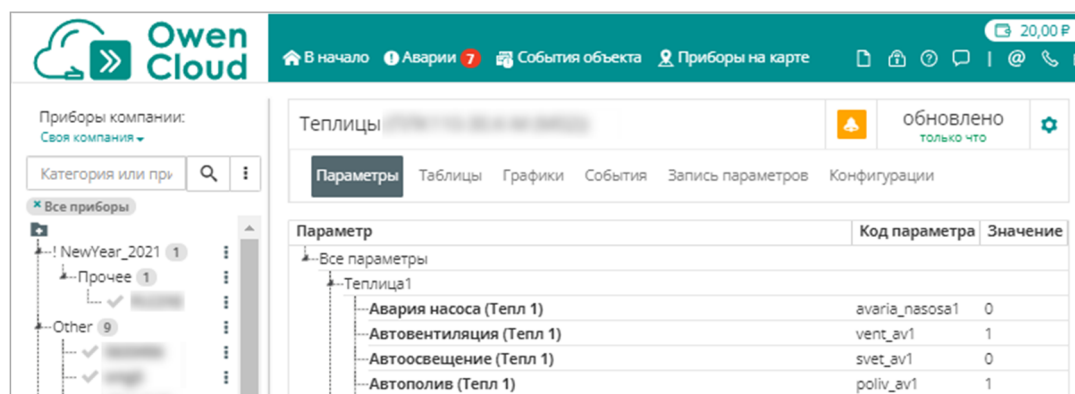 Owen
Cloud
В начало
Аварии 7
События объекта
Приборы на карте
20,00 ₽
Приборы компании:
Своя компания
Категория или при
× Все приборы
! NewYear_2021 1
Прочее 1
Other 9
Теплицы
обновлено
только что
Параметры Таблицы Графики События Запись параметров Конфигурации
Параметр Код параметра Значение
Все параметры
Теплица1
Авария насоса (Тепл 1) avaria_nasosa1 0
Автовентиляция (Тепл 1) vent_av1 1
Автоосвещение (Тепл 1) svet_av1 0
Автополив (Тепл 1) poliv_av1 1